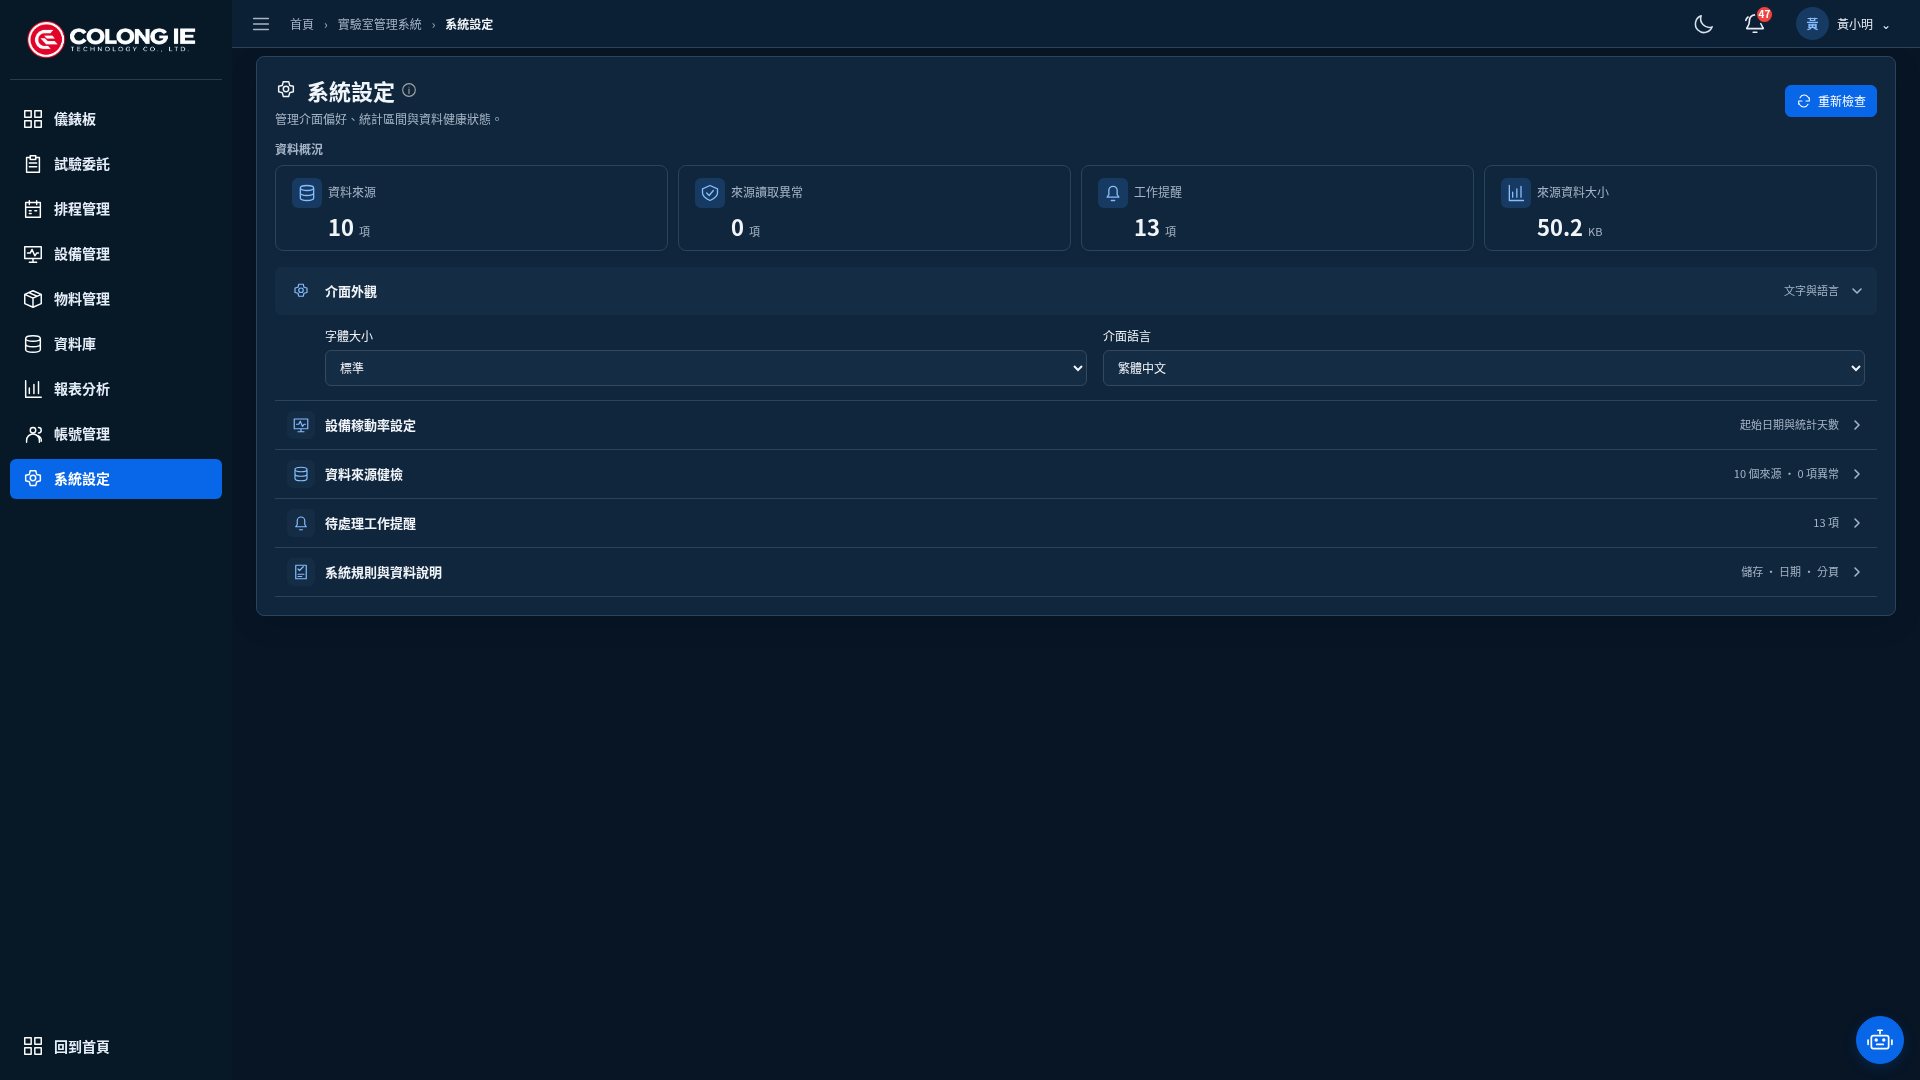 COLONG IE
TECHNOLOGY CO., LTD.
儀錶板
試驗委託
排程管理
設備管理
物料管理
資料庫
報表分析
帳號管理
系統設定
回到首頁
首頁 › 實驗室管理系統 › 系統設定
47
黃 黃小明
系統設定
管理介面偏好、統計區間與資料健康狀態。
重新檢查
資料概況
資料來源
10 項
來源讀取異常
0 項
工作提醒
13 項
來源資料大小
50.2 KB
介面外觀
文字與語言
字體大小
標準
介面語言
繁體中文
設備稼動率設定
起始日期與統計天數
資料來源健檢
10 個來源 · 0 項異常
待處理工作提醒
13 項
系統規則與資料說明
儲存 · 日期 · 分頁